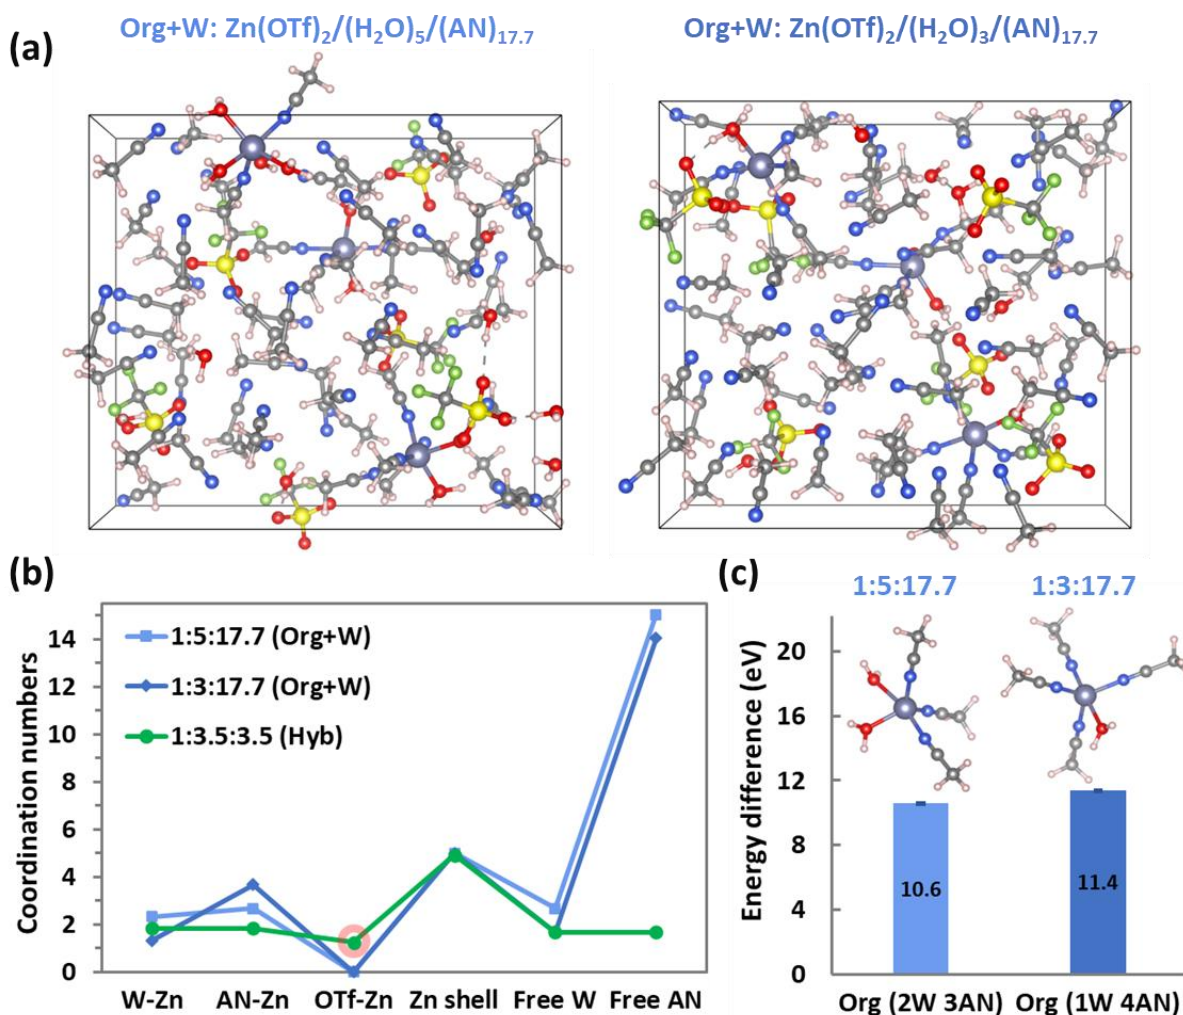 Org+W: Zn(OTf)₂/(H₂O)₅/(AN)₁₇.₇
Org+W: Zn(OTf)₂/(H₂O)₃/(AN)₁₇.₇
(a)
(b)
Coordination numbers
14
12
10
8
6
4
2
0
1:5:17.7 (Org+W)
1:3:17.7 (Org+W)
1:3.5:3.5 (Hyb)
W-Zn
AN-Zn
OTf-Zn
Zn shell
Free W
Free AN
(c)
1:5:17.7
1:3:17.7
Energy difference (eV)
20
16
12
8
4
0
10.6
11.4
Org (2W 3AN)
Org (1W 4AN)